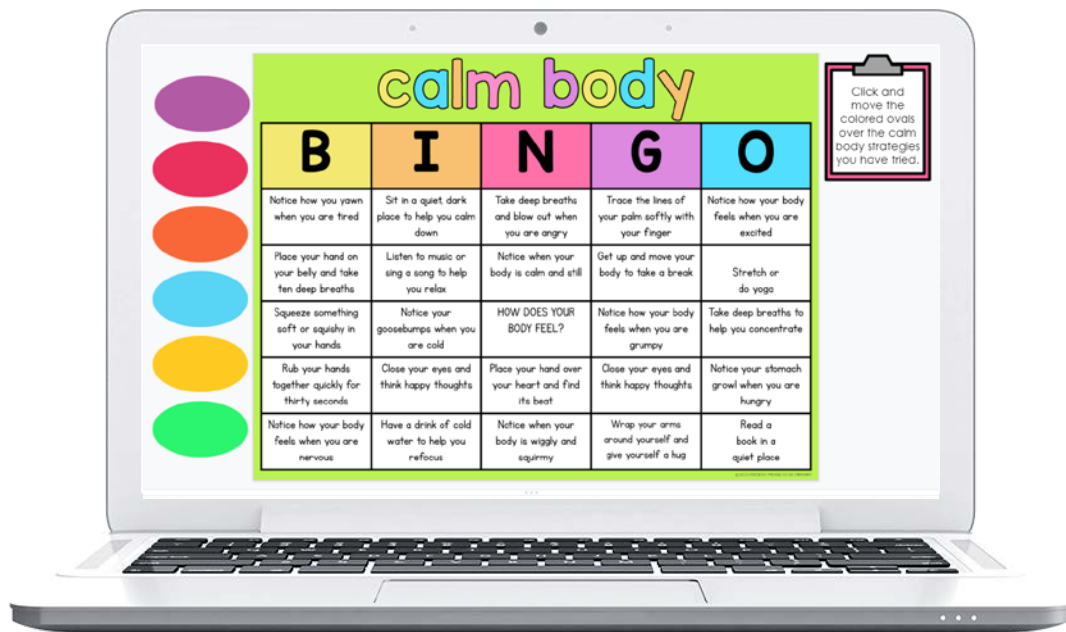 calm body
Click and
move the
colored ovals
over the calm
body strategies
you have tried.
B I N G O
Notice how you yawn
when you are tired
Sit in a quiet, dark
place to help you calm
down
Take deep breaths
and blow out when
you are angry
Trace the lines of
your palm softly with
your finger
Notice how your body
feels when you are
excited
Place your hand on
your belly and take
ten deep breaths
Listen to music or
sing a song to help
you relax
Notice when your
body is calm and still
Get up and move your
body to take a break
Stretch or
do yoga
Squeeze something
soft or squishy in
your hands
Notice your
goosebumps when you
are cold
HOW DOES YOUR
BODY FEEL?
Notice how your body
feels when you are
grumpy
Take deep breaths to
help you concentrate
Rub your hands
together quickly for
thirty seconds
Close your eyes and
think happy thoughts
Place your hand over
your heart and find
its beat
Close your eyes and
think happy thoughts
Notice your stomach
growl when you are
hungry
Notice how your body
feels when you are
nervous
Have a drink of cold
water to help you
refocus
Notice when your
body is wiggly and
squirmy
Wrap your arms
around yourself and
give yourself a hug
Read a
book in a
quiet place